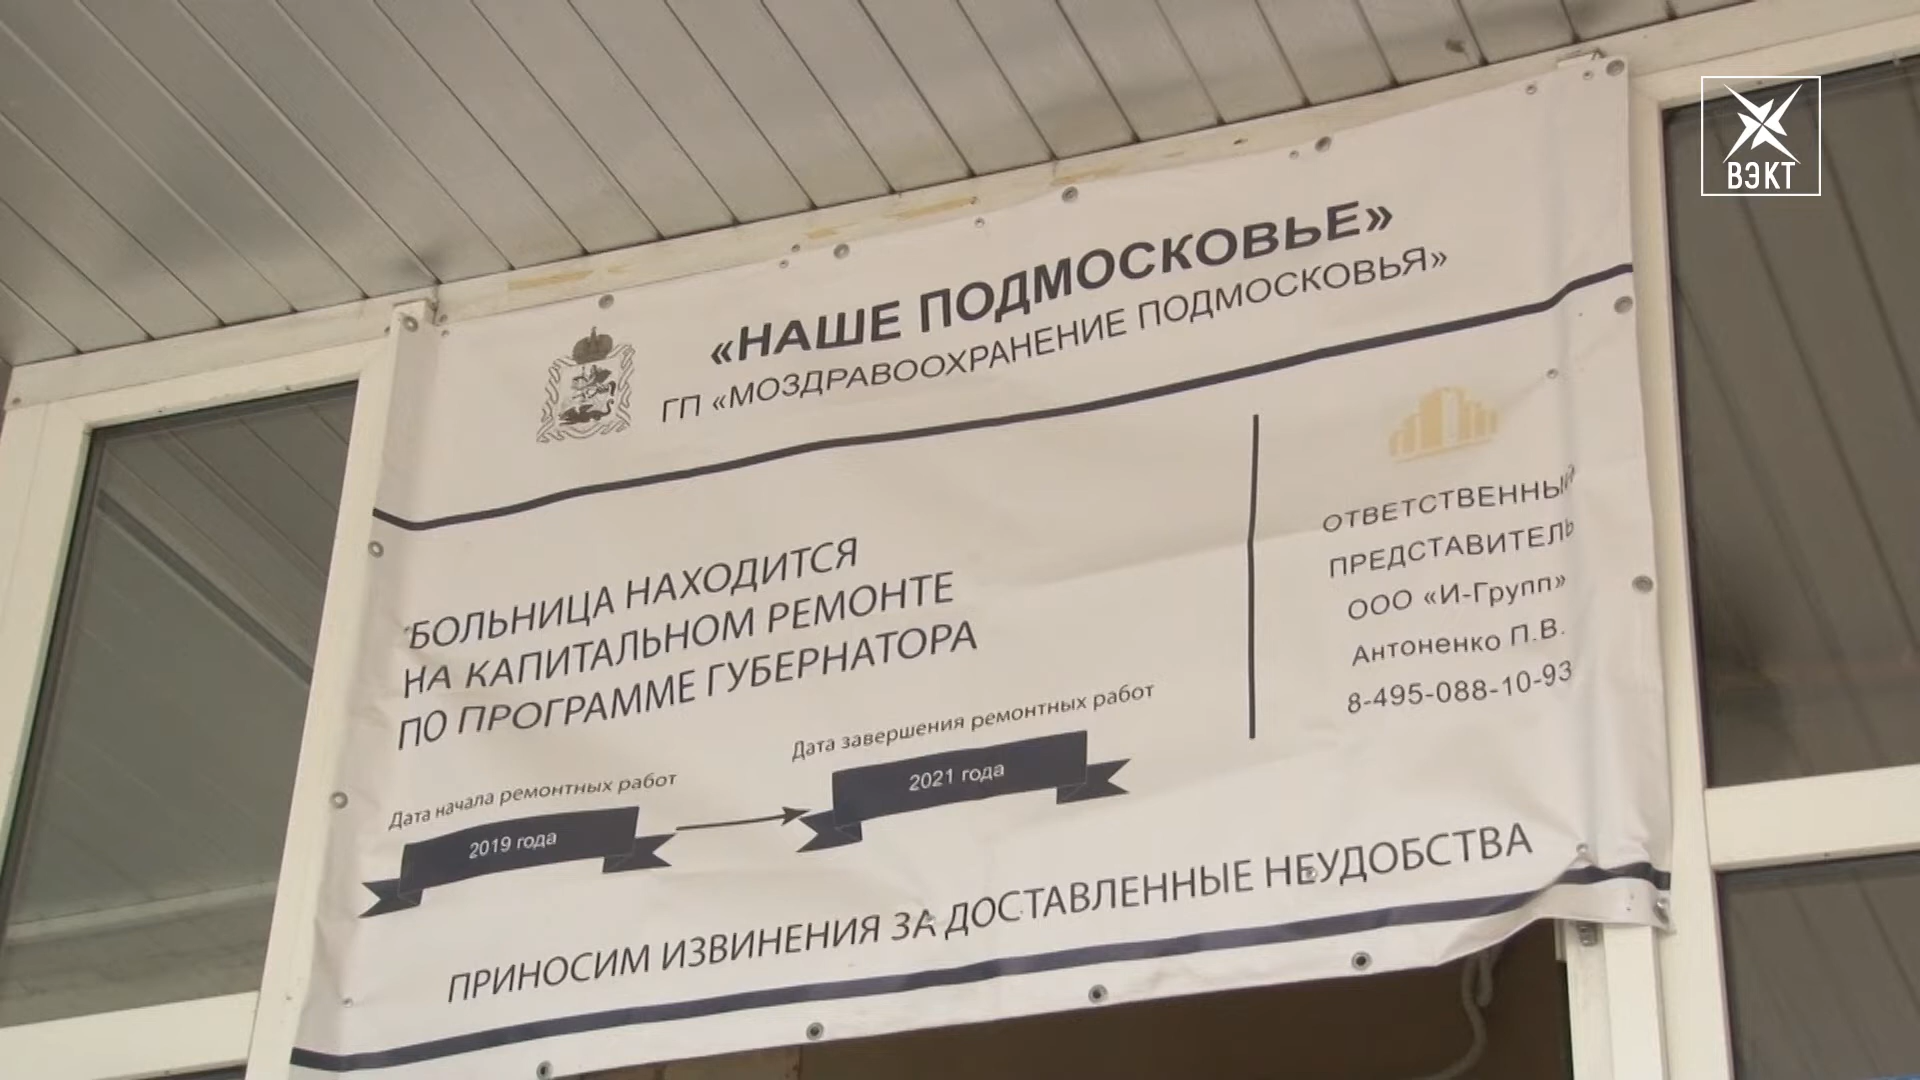 ВЭКТ
«НАШЕ ПОДМОСКОВЬЕ»
ГП «МОЗДРАВООХРАНЕНИЕ ПОДМОСКОВЬЯ»
БОЛЬНИЦА НАХОДИТСЯ
НА КАПИТАЛЬНОМ РЕМОНТЕ
ПО ПРОГРАММЕ ГУБЕРНАТОРА
Дата начала ремонтных работ
2019 года
Дата завершения ремонтных работ
2021 года
ОТВЕТСТВЕННЫЙ
ПРЕДСТАВИТЕЛЬ
ООО «И-Групп»
Антоненко П.В.
8-495-088-10-93
ПРИНОСИМ ИЗВИНЕНИЯ ЗА ДОСТАВЛЕННЫЕ НЕУДОБСТВА